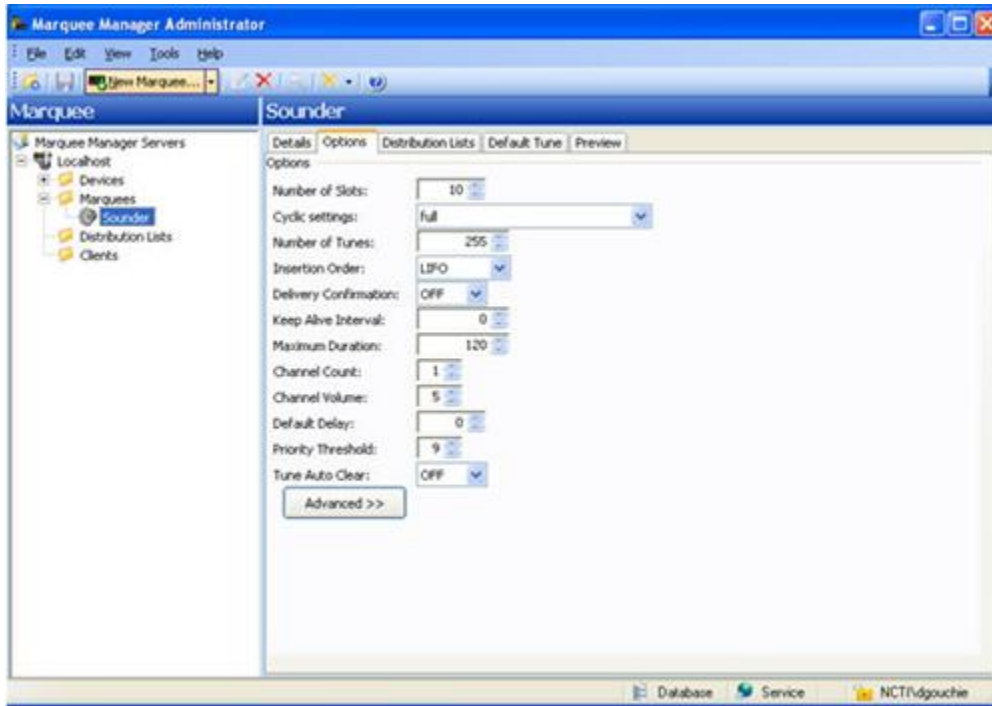 Marquee Manager Administrator
File Edit View Tools Help
New Marquee...
Marquee
Sounder
Marquee Manager Servers
Localhost
Devices
Marquees
Sounder
Distribution Lists
Clients
Details Options Distribution Lists Default Tune Preview
Options
Number of Slots: 10
Cyclic settings: full
Number of Tunes: 255
Insertion Order: LIFO
Delivery Confirmation: OFF
Keep Alive Interval: 0
Maximum Duration: 120
Channel Count: 1
Channel Volume: 5
Default Delay: 0
Priority Threshold: 9
Tune Auto Clear: OFF
Advanced >>
Database Service NCTI\dgouchie